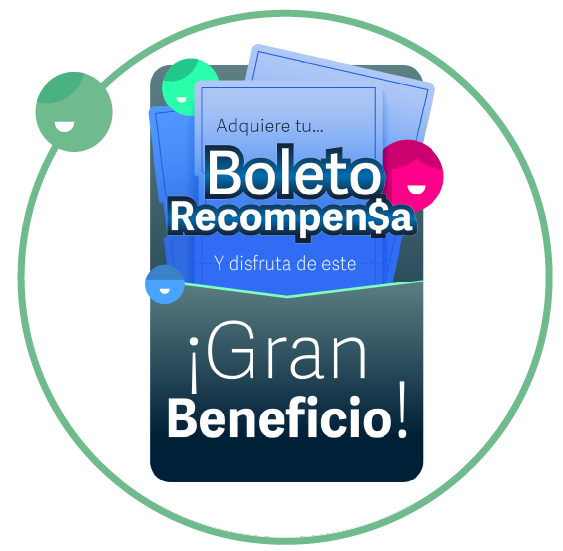 Adquiere tu...
Boleto
Recompen$a
Y disfruta de este
¡Gran
Beneficio!